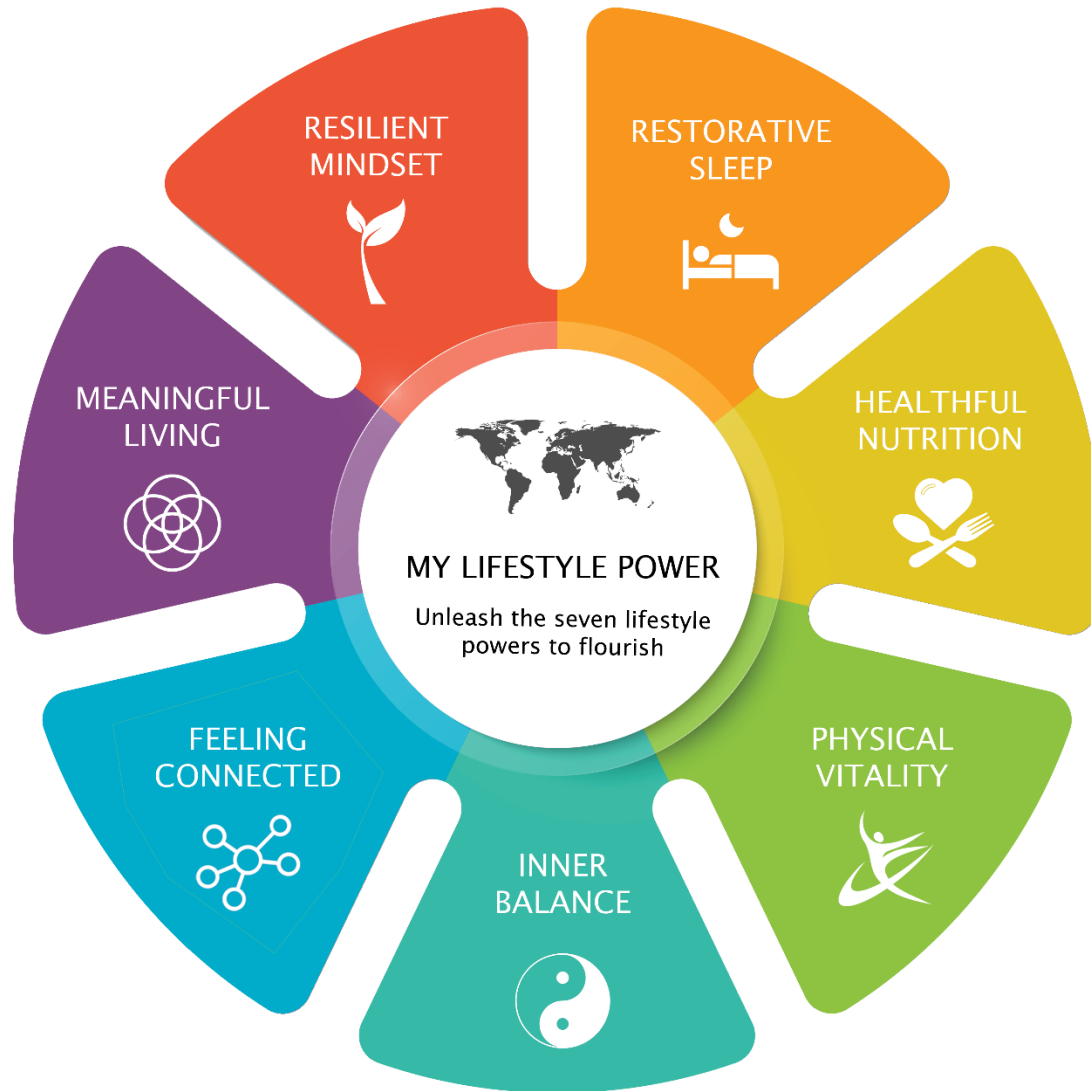 RESILIENT
MINDSET
RESTORATIVE
SLEEP
HEALTHFUL
NUTRITION
PHYSICAL
VITALITY
INNER
BALANCE
FEELING
CONNECTED
MEANINGFUL
LIVING
MY LIFESTYLE POWER
Unleash the seven lifestyle
powers to flourish